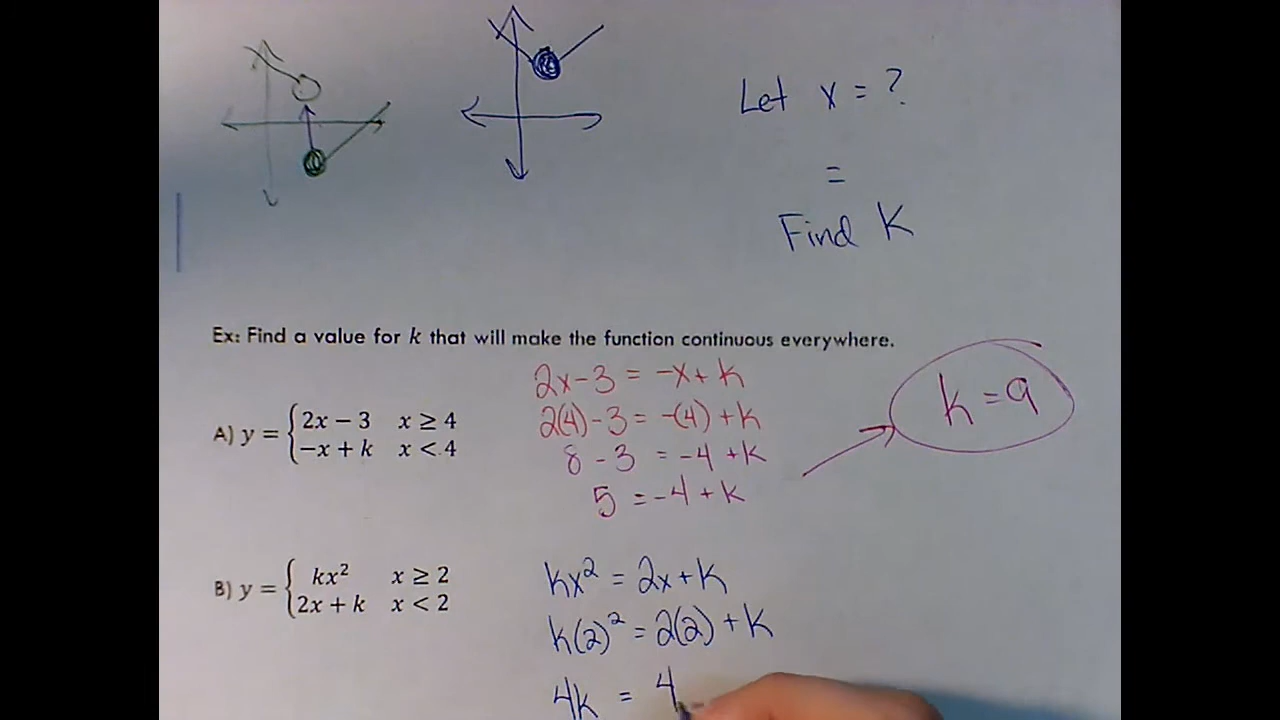 Let x = ?
=
Find K
Ex: Find a value for k that will make the function continuous everywhere.
2x-3 = -x+k
2(4)-3 = -(4)+k
8-3 = -4+k
5 = -4+k
k=9
A) y = { 2x − 3 x ≥ 4
−x + k x < 4
B) y = { kx² x ≥ 2
2x + k x < 2
kx² = 2x+k
k(2)² = 2(2)+k
4k = 4